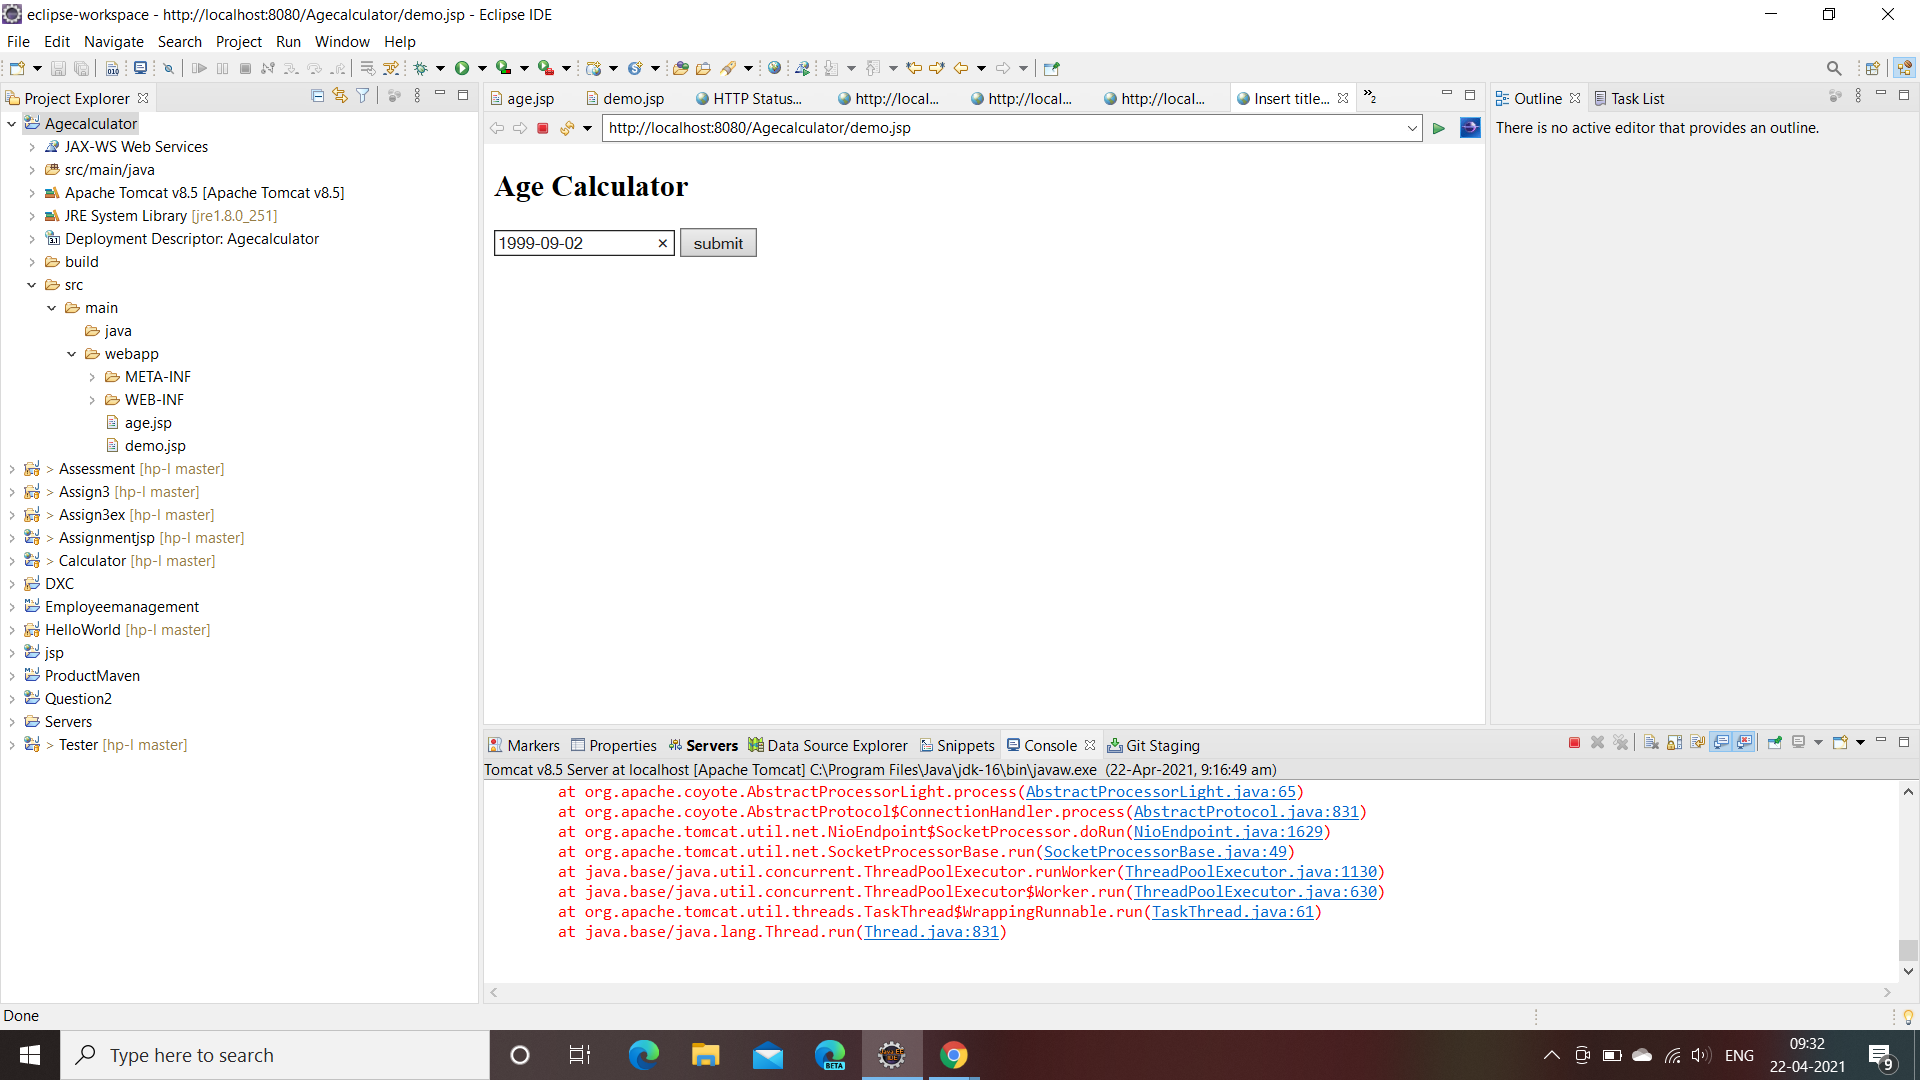 eclipse-workspace - http://localhost:8080/Agecalculator/demo.jsp - Eclipse IDE
File Edit Navigate Search Project Run Window Help
Project Explorer
Agecalculator
JAX-WS Web Services
src/main/java
Apache Tomcat v8.5 [Apache Tomcat v8.5]
JRE System Library [jre1.8.0_251]
Deployment Descriptor: Agecalculator
build
src
main
java
webapp
META-INF
WEB-INF
age.jsp
demo.jsp
> Assessment [hp-l master]
> Assign3 [hp-l master]
> Assign3ex [hp-l master]
> Assignmentjsp [hp-l master]
> Calculator [hp-l master]
DXC
Employeemanagement
HelloWorld [hp-l master]
jsp
ProductMaven
Question2
Servers
> Tester [hp-l master]
age.jsp demo.jsp HTTP Status... http://local... http://local... http://local... Insert title... »2
http://localhost:8080/Agecalculator/demo.jsp
Age Calculator
1999-09-02 × submit
Outline Task List
There is no active editor that provides an outline.
Markers Properties Servers Data Source Explorer Snippets Console Git Staging
Tomcat v8.5 Server at localhost [Apache Tomcat] C:\Program Files\Java\jdk-16\bin\javaw.exe (22-Apr-2021, 9:16:49 am)
at org.apache.coyote.AbstractProcessorLight.process(AbstractProcessorLight.java:65)
at org.apache.coyote.AbstractProtocol$ConnectionHandler.process(AbstractProtocol.java:831)
at org.apache.tomcat.util.net.NioEndpoint$SocketProcessor.doRun(NioEndpoint.java:1629)
at org.apache.tomcat.util.net.SocketProcessorBase.run(SocketProcessorBase.java:49)
at java.base/java.util.concurrent.ThreadPoolExecutor.runWorker(ThreadPoolExecutor.java:1130)
at java.base/java.util.concurrent.ThreadPoolExecutor$Worker.run(ThreadPoolExecutor.java:630)
at org.apache.tomcat.util.threads.TaskThread$WrappingRunnable.run(TaskThread.java:61)
at java.base/java.lang.Thread.run(Thread.java:831)
Done
Type here to search
BETA
ENG
09:32
22-04-2021
9